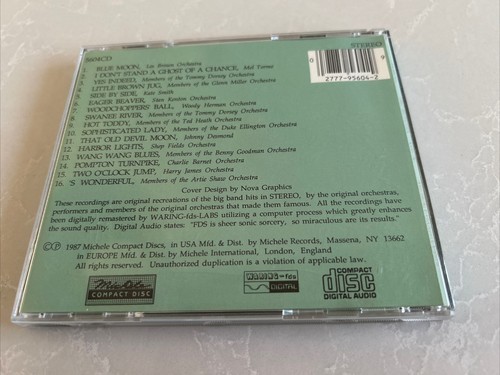 5604CD
STEREO
1. BLUE MOON, Les Brown Orchestra
2. I DON'T STAND A GHOST OF A CHANCE, Mel Torme
3. YES INDEED, Members of the Tommy Dorsey Orchestra
4. LITTLE BROWN JUG, Members of the Glenn Miller Orchestra
5. SIDE BY SIDE, Kate Smith
6. EAGER BEAVER, Stan Kenton Orchestra
7. WOODCHOPPERS' BALL, Woody Herman Orchestra
8. SWANEE RIVER, Members of the Tommy Dorsey Orchestra
9. HOT TODDY, Members of the Ted Heath Orchestra
10. SOPHISTICATED LADY, Members of the Duke Ellington Orchestra
11. THAT OLD DEVIL MOON, Johnny Desmond
12. HARBOR LIGHTS, Shep Fields Orchestra
13. WANG WANG BLUES, Members of the Benny Goodman Orchestra
14. POMPTON TURNPIKE, Charlie Barnet Orchestra
15. TWO O'CLOCK JUMP, Harry James Orchestra
16. 'S WONDERFUL, Members of the Artie Shaw Orchestra
0 2777-95604-2 9
Cover Design by Nova Graphics
These recordings are original recreations of the big band hits in STEREO, by the original orchestras,
performers and members of the original orchestras that made them famous. All the recordings have
been digitally remastered by WARING-fds-LABS utilizing a computer process which greatly enhances
the sound quality. Digital Audio states: "FDS is sheer sonic sorcery, so miraculous are its results."
©℗ 1987 Michele Compact Discs, in USA Mfd. & Dist. by Michele Records, Massena, NY 13662
in EUROPE Mfd. & Dist. by Michele International, London, England
Unauthorized duplication is a violation of applicable law.
COMPACT DISC
WARING-fds
DIGITAL
COMPACT
disc
DIGITAL AUDIO